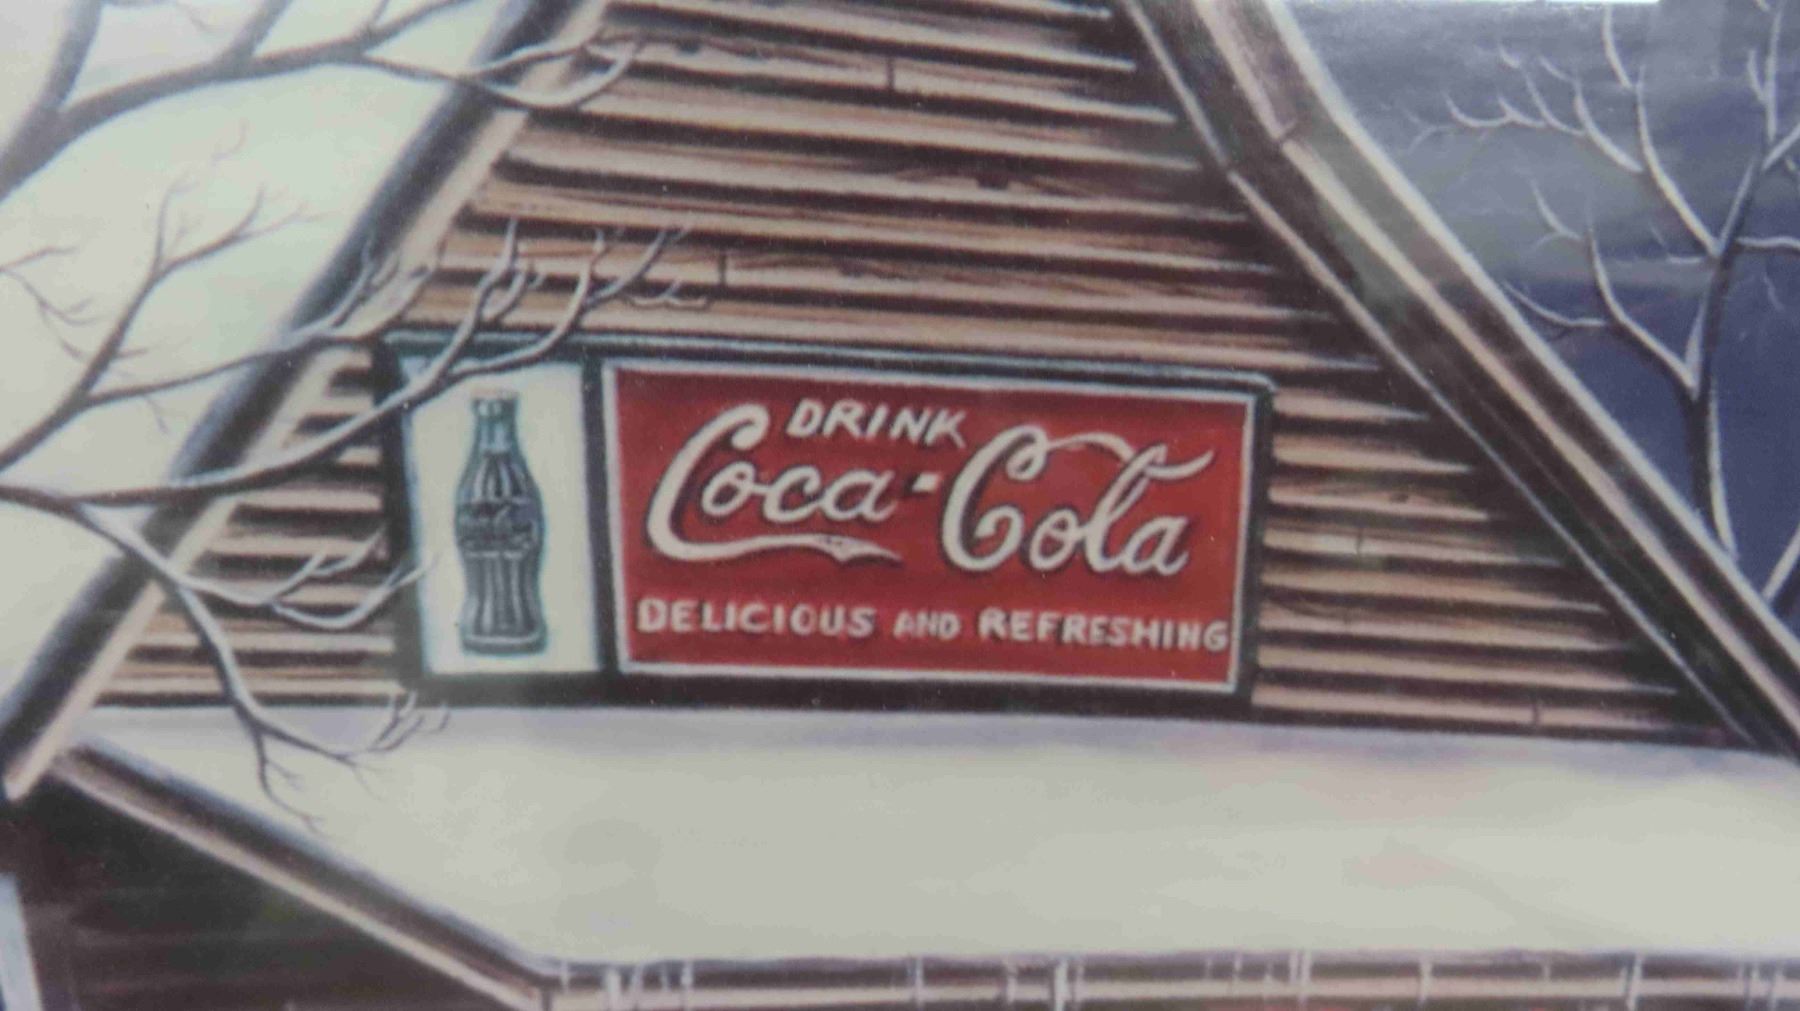 DRINK
Coca-Cola
DELICIOUS AND REFRESHING